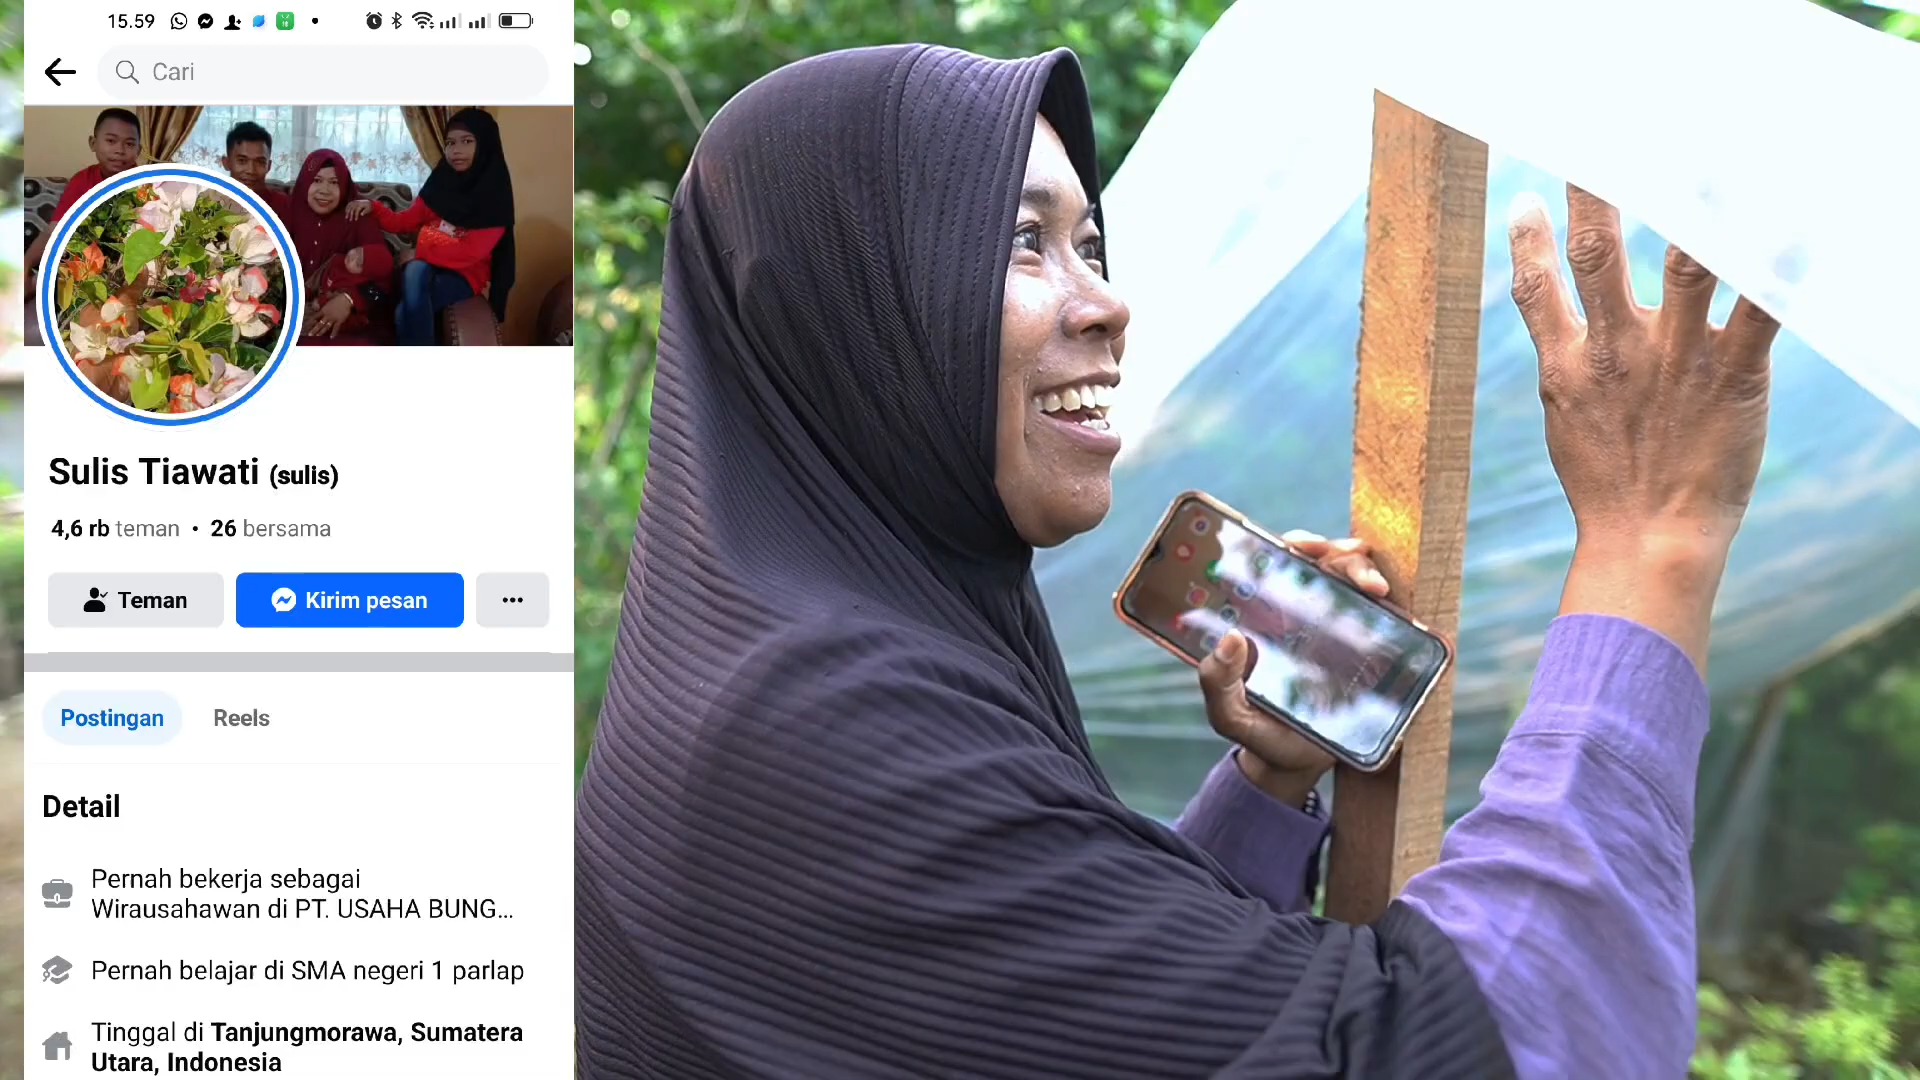 15.59
Cari
Sulis Tiawati (sulis)
4,6 rb teman • 26 bersama
Teman
Kirim pesan
Postingan
Reels
Detail
Pernah bekerja sebagai
Wirausahawan di PT. USAHA BUNG...
Pernah belajar di SMA negeri 1 parlap
Tinggal di Tanjungmorawa, Sumatera
Utara, Indonesia